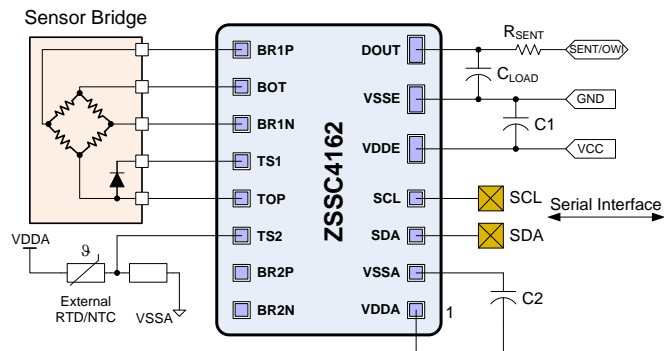 Sensor Bridge
BR1P
BOT
BR1N
TS1
TOP
TS2
BR2P
BR2N
ZSSC4162
DOUT
VSSE
VDDE
SCL
SDA
VSSA
VDDA
1
RSENT
SENT/OWI
CLOAD
GND
C1
VCC
SCL
SDA
Serial Interface
C2
VDDA
ϑ
External
RTD/NTC
VSSA